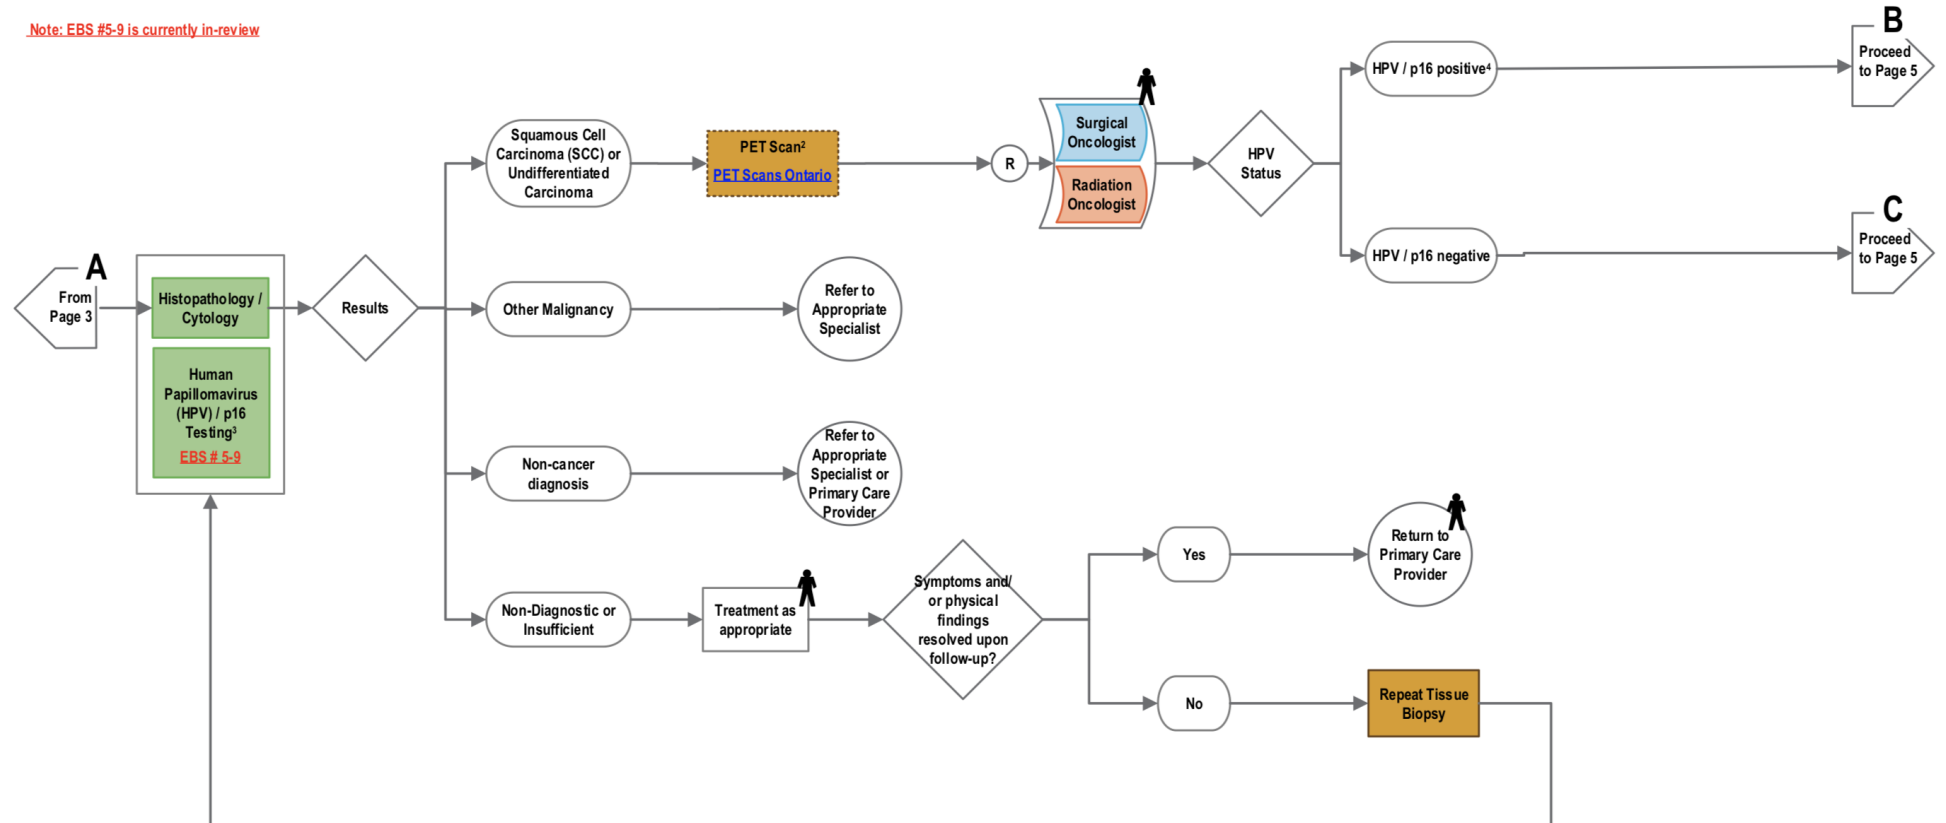 Note: EBS #5-9 is currently in-review
A
From
Page 3
Histopathology /
Cytology
Human
Papillomavirus
(HPV) / p16
Testing³
EBS # 5-9
Results
Squamous Cell
Carcinoma (SCC) or
Undifferentiated
Carcinoma
PET Scan²
PET Scans Ontario
R
Surgical
Oncologist
Radiation
Oncologist
HPV
Status
HPV / p16 positive⁴
B
Proceed
to Page 5
HPV / p16 negative
C
Proceed
to Page 5
Other Malignancy
Refer to
Appropriate
Specialist
Non-cancer
diagnosis
Refer to
Appropriate
Specialist or
Primary Care
Provider
Non-Diagnostic or
Insufficient
Treatment as
appropriate
Symptoms and/
or physical
findings
resolved upon
follow-up?
Yes
Return to
Primary Care
Provider
No
Repeat Tissue
Biopsy